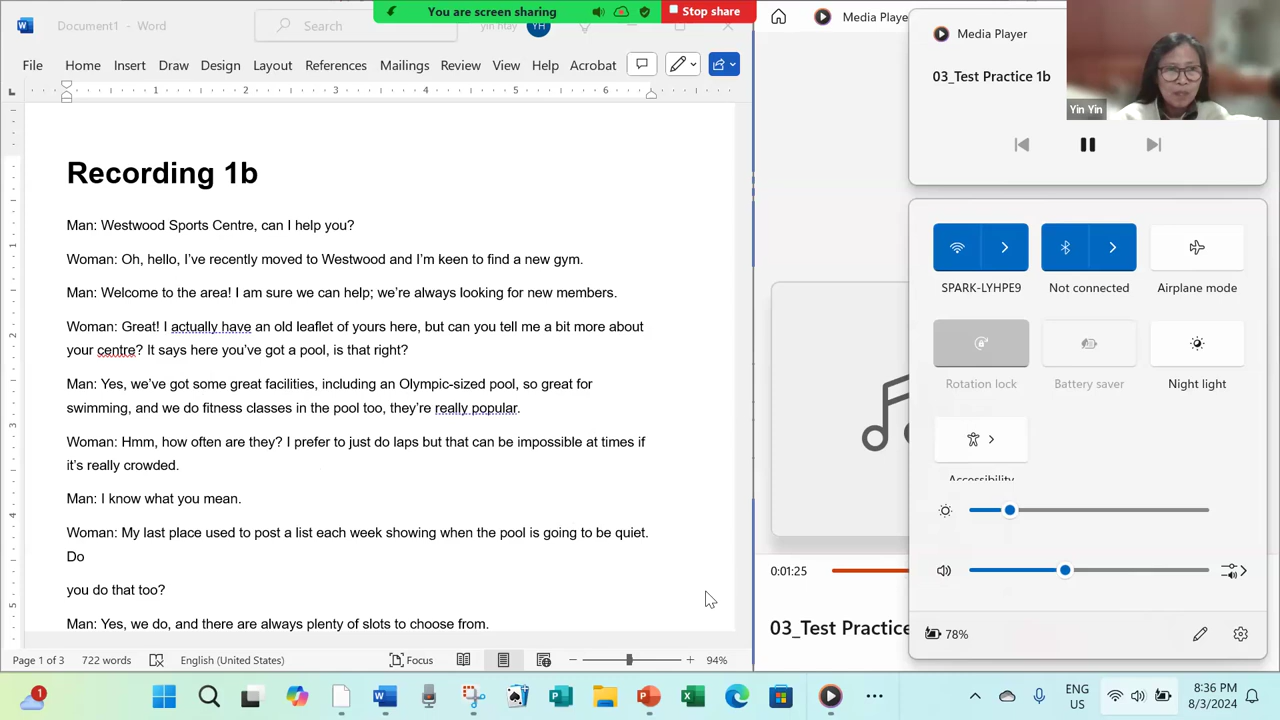 You are screen sharing
Stop share
Document1 - Word
Search
yin htay
YH
File Home Insert Draw Design Layout References Mailings Review View Help Acrobat
1 2 3 4 5 6
Recording 1b
Man: Westwood Sports Centre, can I help you?
Woman: Oh, hello, I've recently moved to Westwood and I'm keen to find a new gym.
Man: Welcome to the area! I am sure we can help; we're always looking for new members.
Woman: Great! I actually have an old leaflet of yours here, but can you tell me a bit more about
your centre? It says here you've got a pool, is that right?
Man: Yes, we've got some great facilities, including an Olympic-sized pool, so great for
swimming, and we do fitness classes in the pool too, they're really popular.
Woman: Hmm, how often are they? I prefer to just do laps but that can be impossible at times if
it's really crowded.
Man: I know what you mean.
Woman: My last place used to post a list each week showing when the pool is going to be quiet.
Do
you do that too?
Man: Yes, we do, and there are always plenty of slots to choose from.
Page 1 of 3 722 words English (United States) Focus 94%
Media Playe
Media Player
03_Test Practice 1b
Yin Yin
SPARK-LYHPE9 Not connected Airplane mode
Rotation lock Battery saver Night light
Accessibility
0:01:25
03_Test Practice
78%
1
ENG
US
8:36 PM
8/3/2024